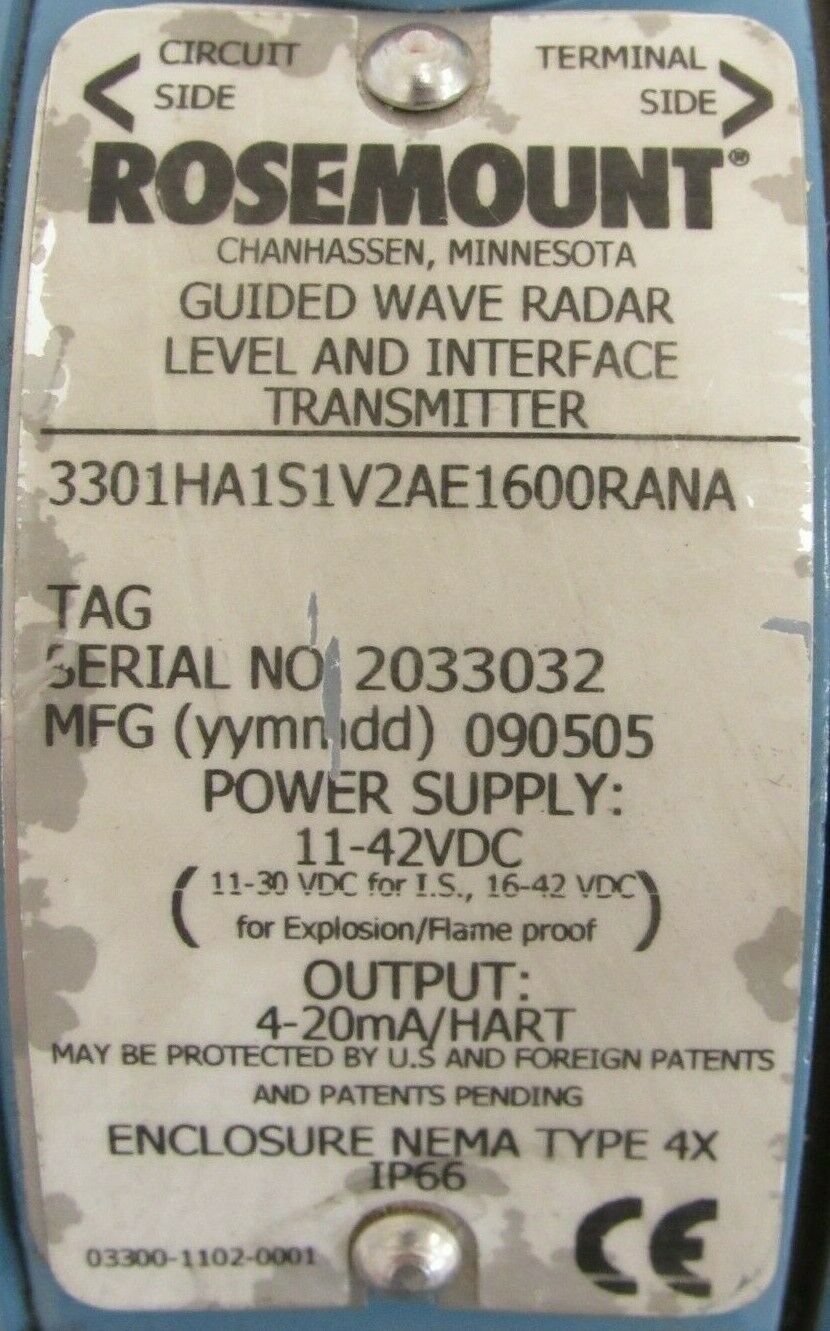 < CIRCUIT SIDE
TERMINAL SIDE >
ROSEMOUNT®
CHANHASSEN, MINNESOTA
GUIDED WAVE RADAR
LEVEL AND INTERFACE
TRANSMITTER
3301HA1S1V2AE1600RANA
TAG
SERIAL NO 2033032
MFG (yymmdd) 090505
POWER SUPPLY:
11-42VDC
(11-30 VDC for I.S., 16-42 VDC
for Explosion/Flame proof)
OUTPUT:
4-20mA/HART
MAY BE PROTECTED BY U.S AND FOREIGN PATENTS
AND PATENTS PENDING
ENCLOSURE NEMA TYPE 4X
IP66
03300-1102-0001
CE